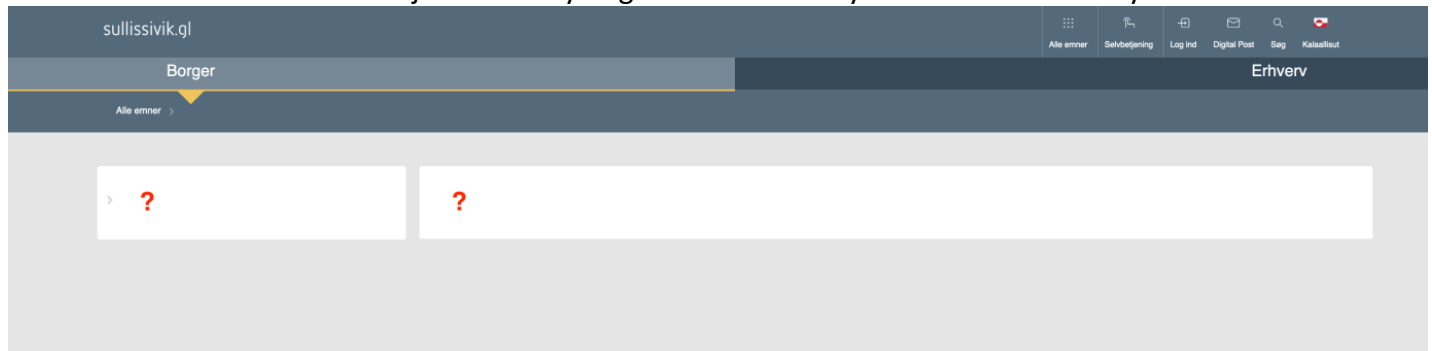 sullissivik.gl
Alle emner Selvbetjening Log ind Digital Post Søg Kalaallisut
Borger Erhverv
Alle emner >
> ? ?